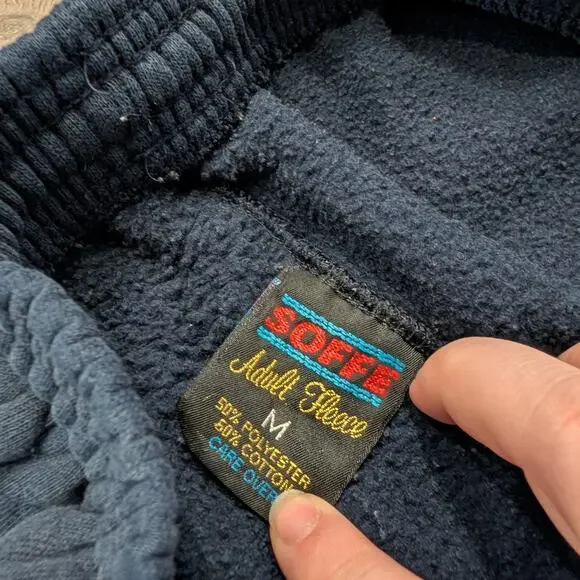 SOFFE
Adult Fleece
M
50% POLYESTER
50% COTTON
CARE OVER